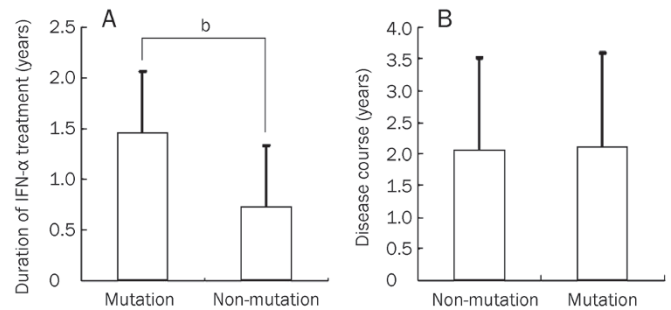 A
b
Duration of IFN-α treatment (years)
2.5
2.0
1.5
1.0
0.5
0
Mutation
Non-mutation
B
Disease course (years)
4.0
3.5
3.0
2.5
2.0
1.5
1.0
0.5
0
Non-mutation
Mutation